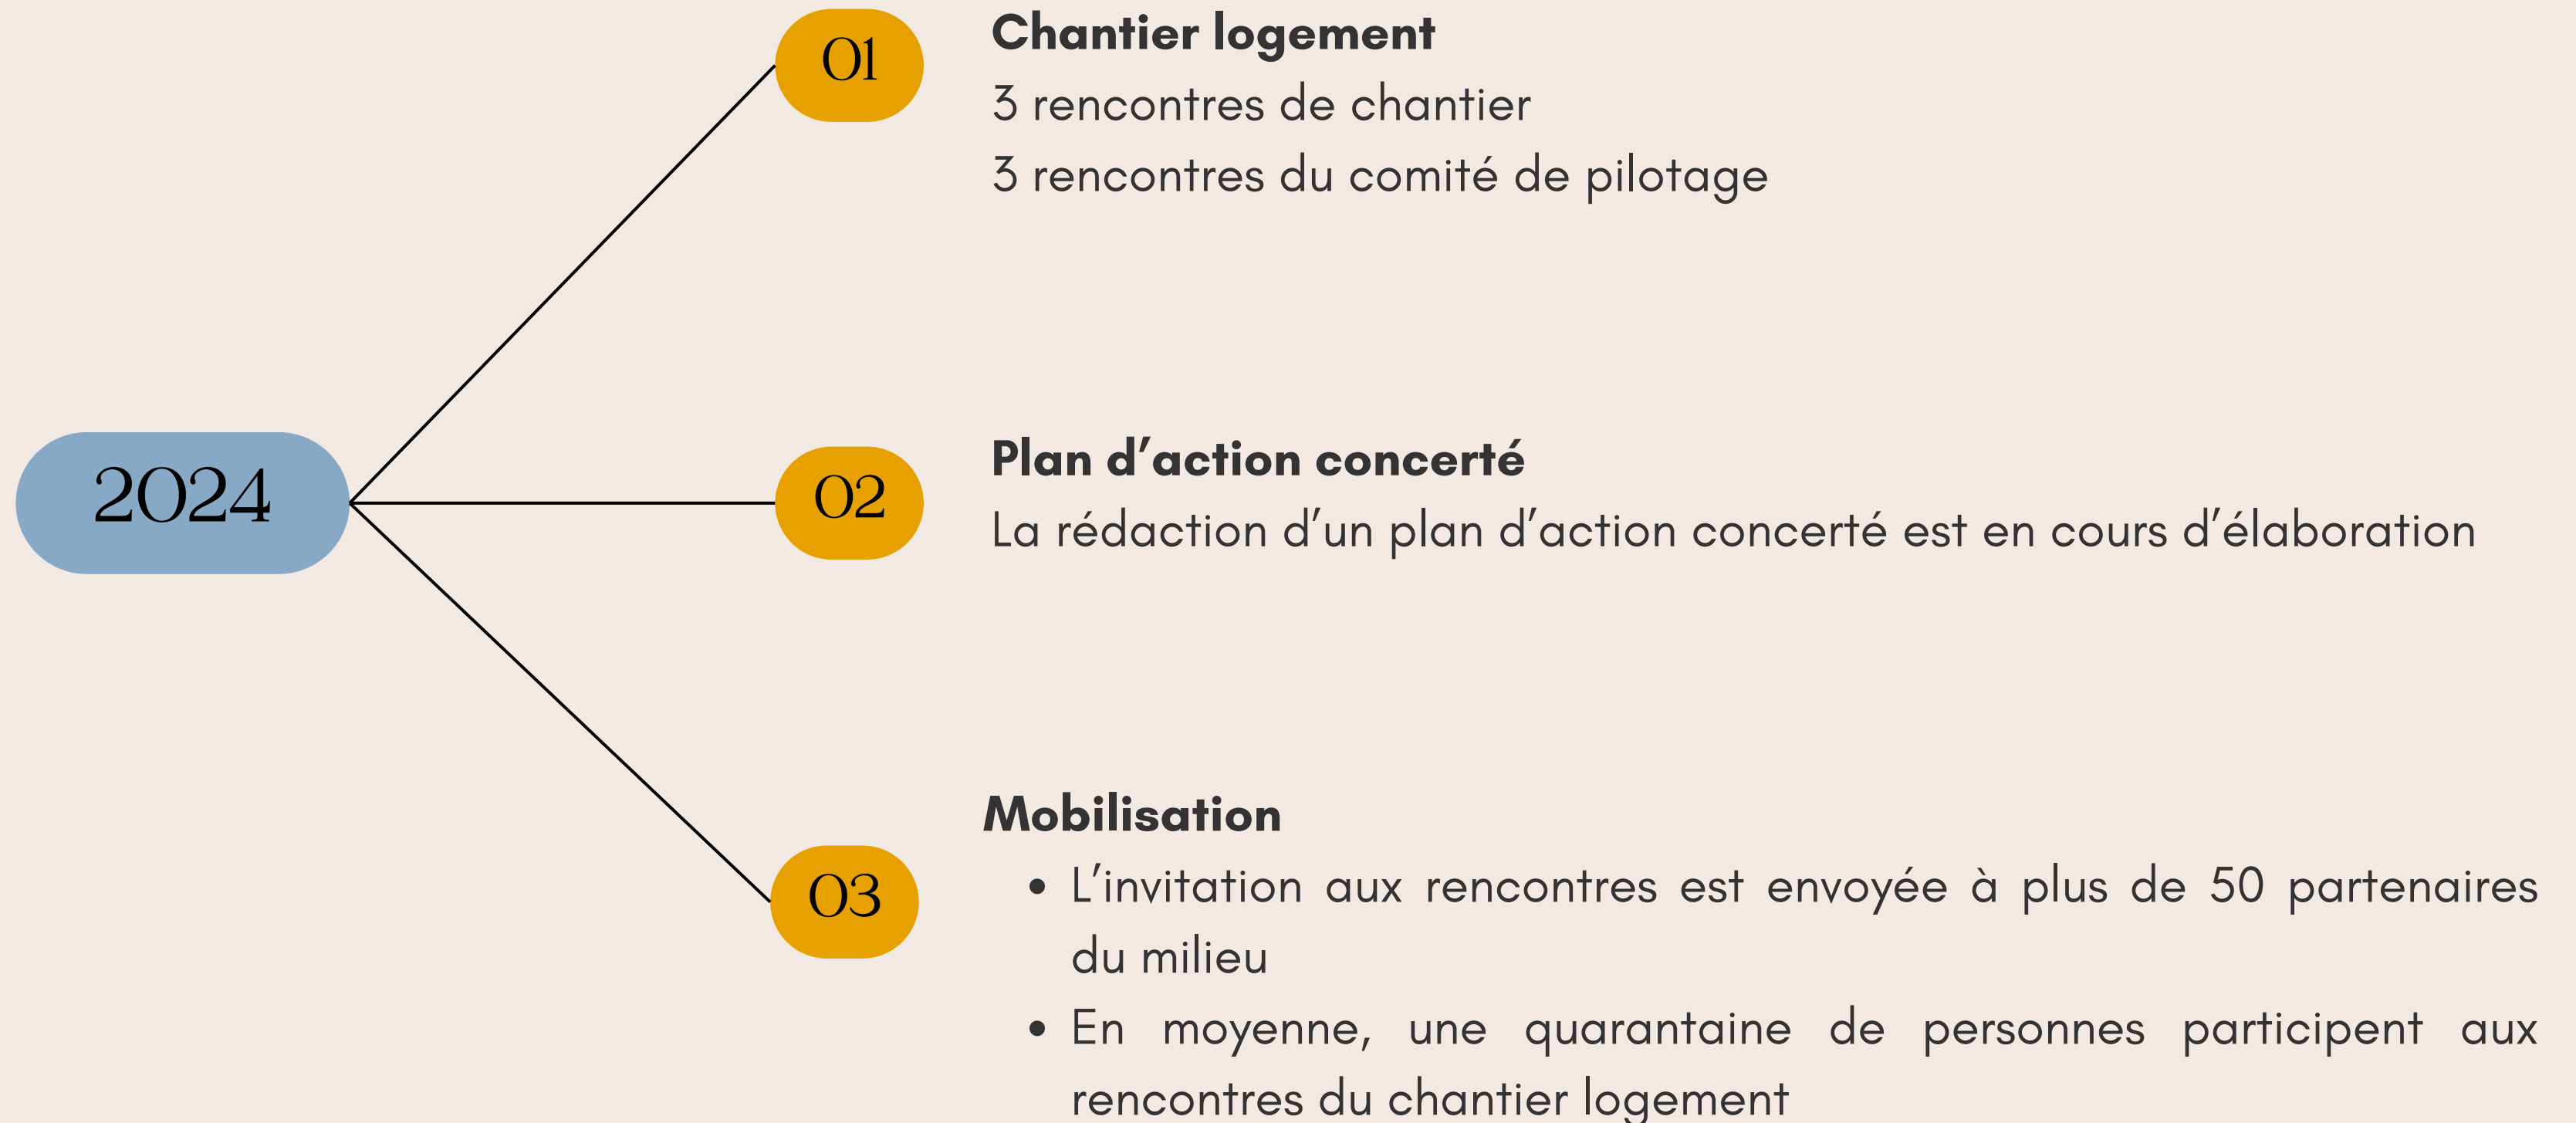 01
Chantier logement
3 rencontres de chantier
3 rencontres du comité de pilotage
2024
02
Plan d’action concerté
La rédaction d’un plan d’action concerté est en cours d’élaboration
03
Mobilisation
• L’invitation aux rencontres est envoyée à plus de 50 partenaires
du milieu
• En moyenne, une quarantaine de personnes participent aux
rencontres du chantier logement